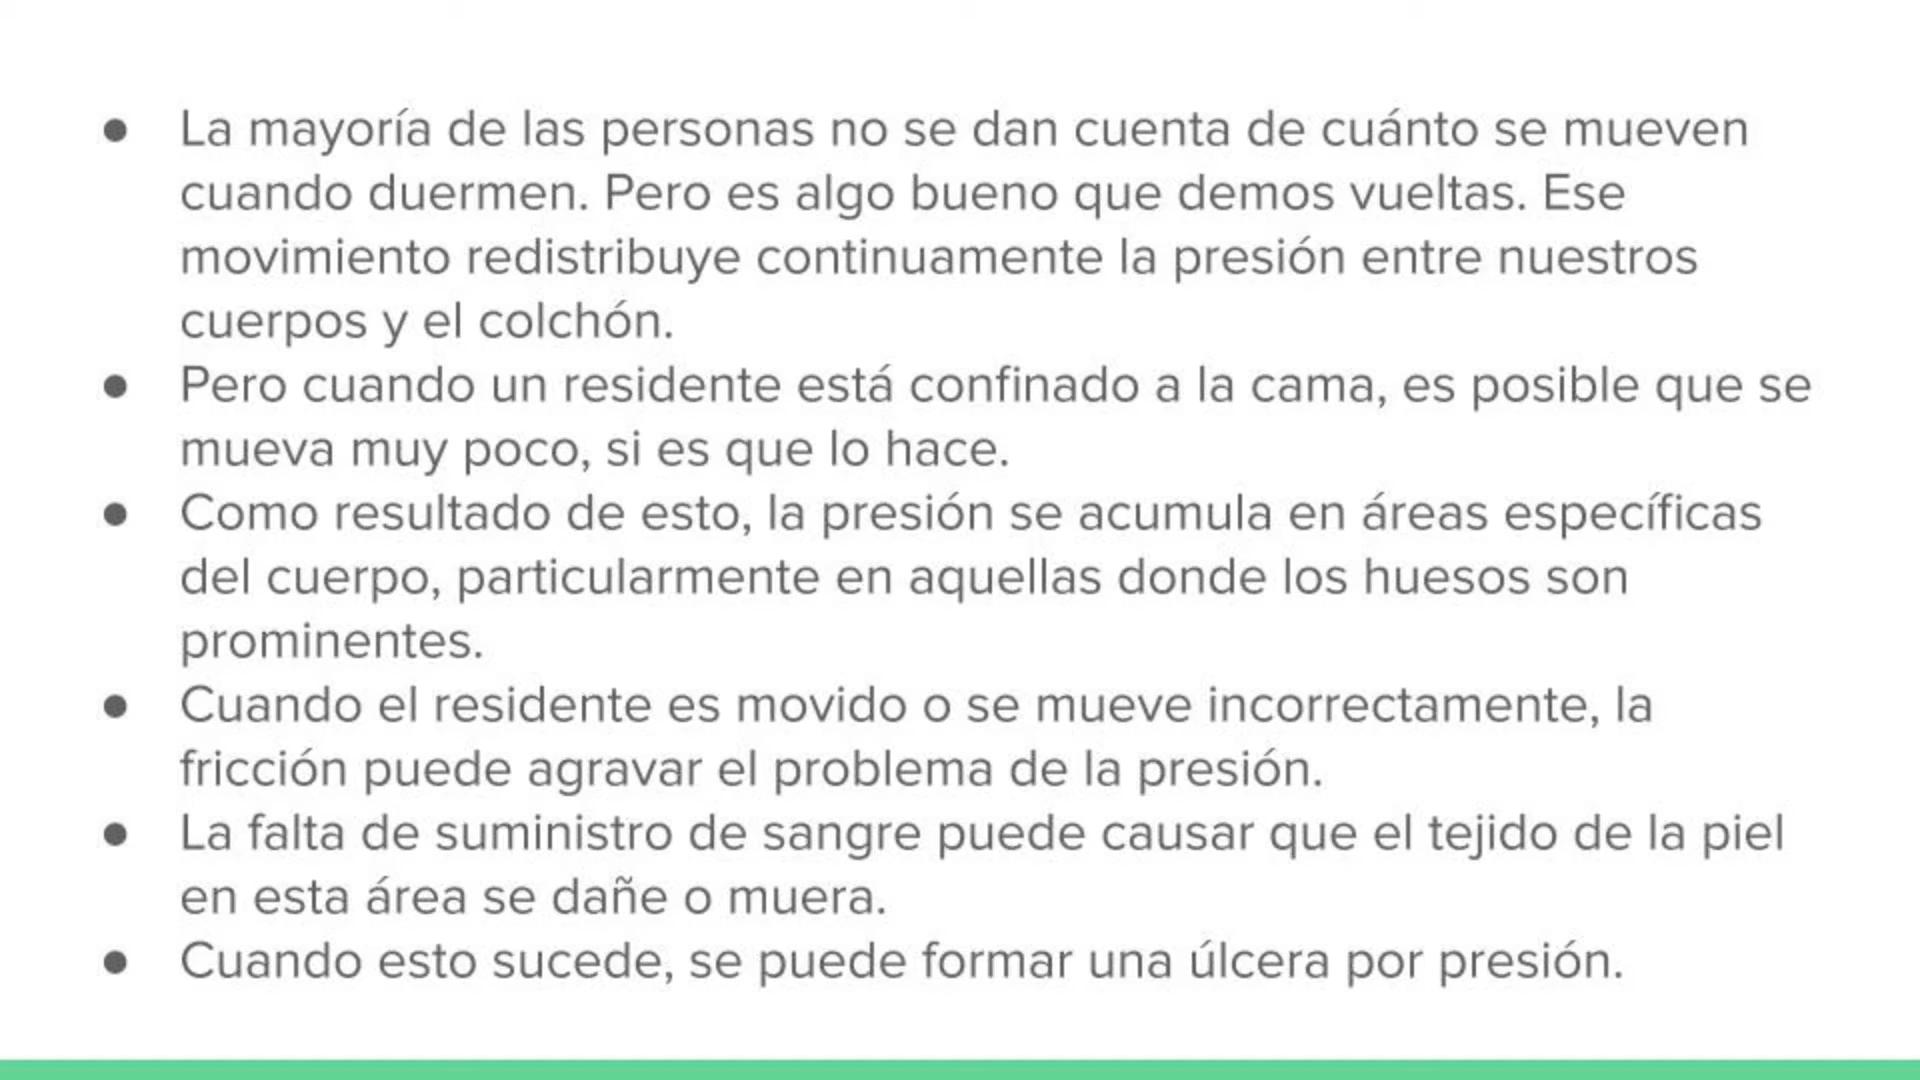 ● La mayoría de las personas no se dan cuenta de cuánto se mueven
cuando duermen. Pero es algo bueno que demos vueltas. Ese
movimiento redistribuye continuamente la presión entre nuestros
cuerpos y el colchón.
● Pero cuando un residente está confinado a la cama, es posible que se
mueva muy poco, si es que lo hace.
● Como resultado de esto, la presión se acumula en áreas específicas
del cuerpo, particularmente en aquellas donde los huesos son
prominentes.
● Cuando el residente es movido o se mueve incorrectamente, la
fricción puede agravar el problema de la presión.
● La falta de suministro de sangre puede causar que el tejido de la piel
en esta área se dañe o muera.
● Cuando esto sucede, se puede formar una úlcera por presión.